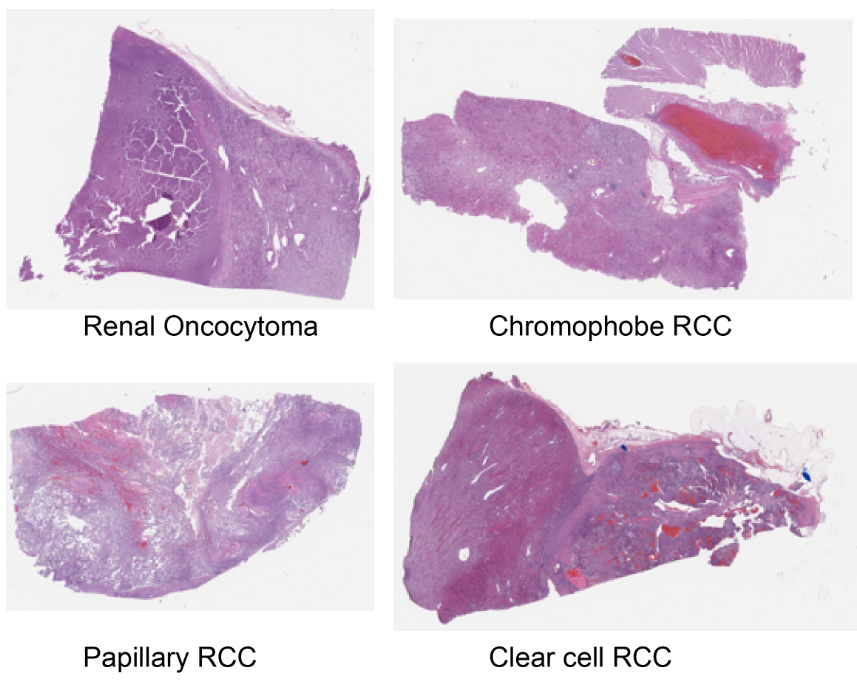 Renal Oncocytoma
Chromophobe RCC
Papillary RCC
Clear cell RCC